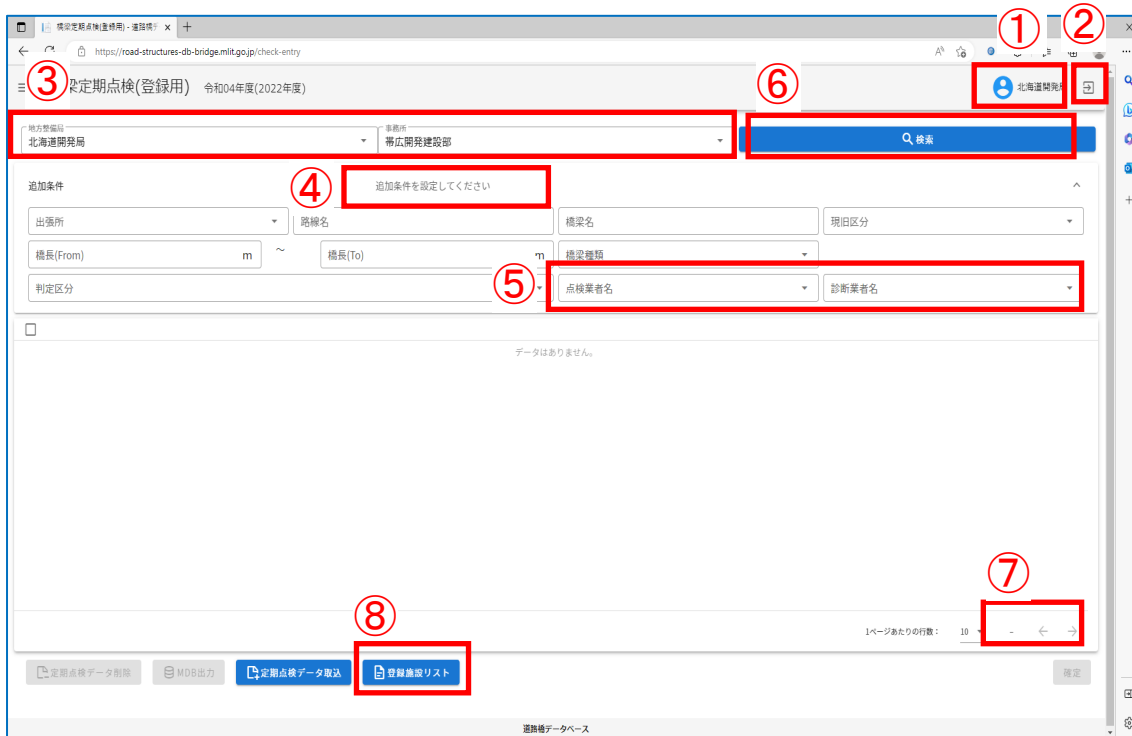 橋梁定期点検(登録用) - 道路橋デ
https://road-structures-db-bridge.mlit.go.jp/check-entry
① ②
③ 梁定期点検(登録用) 令和04年度(2022年度)
⑥
北海道開発局
地方整備局
北海道開発局
事務所
帯広開発建設部
検索
追加条件
④
追加条件を設定してください
出張所
路線名
橋梁名
現旧区分
橋長(From) m ~ 橋長(To) m
橋梁種類
判定区分
⑤
点検業者名
診断業者名
データはありません。
⑦
1ページあたりの行数: 10 -
⑧
定期点検データ削除
MDB出力
定期点検データ取込
登録施設リスト
確定
道路橋データベース